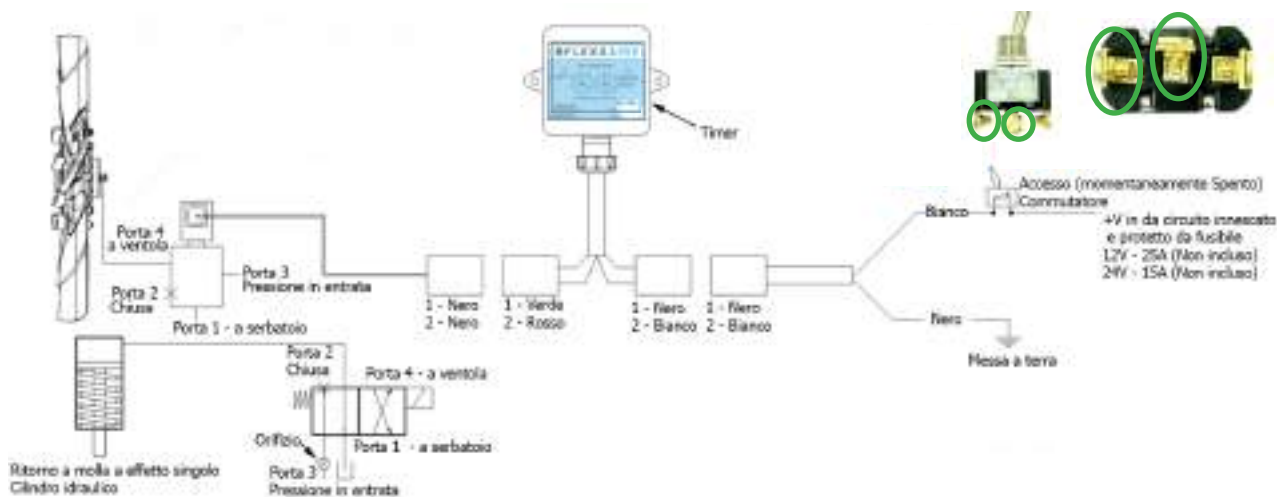 FLEXXAIRE
Timer
Porta 4
a ventola
Porta 3
Pressione in entrata
Porta 2
Chiusa
Porta 1 - a serbatoio
1 - Nero
2 - Nero
1 - Verde
2 - Rosso
1 - Nero
2 - Bianco
1 - Nero
2 - Bianco
Bianco
Accesso (momentaneamente Spento)
Commutatore
+V in da circuito innescato
e protetto da fusibile
12V - 25A (Non incluso)
24V - 15A (Non incluso)
Nero
Messa a terra
Porta 2
Chiusa
Porta 4 - a ventola
Orifizio
Porta 1 - a serbatoio
Porta 3
Pressione in entrata
Ritorno a molla a effetto singolo
Cilindro idraulico